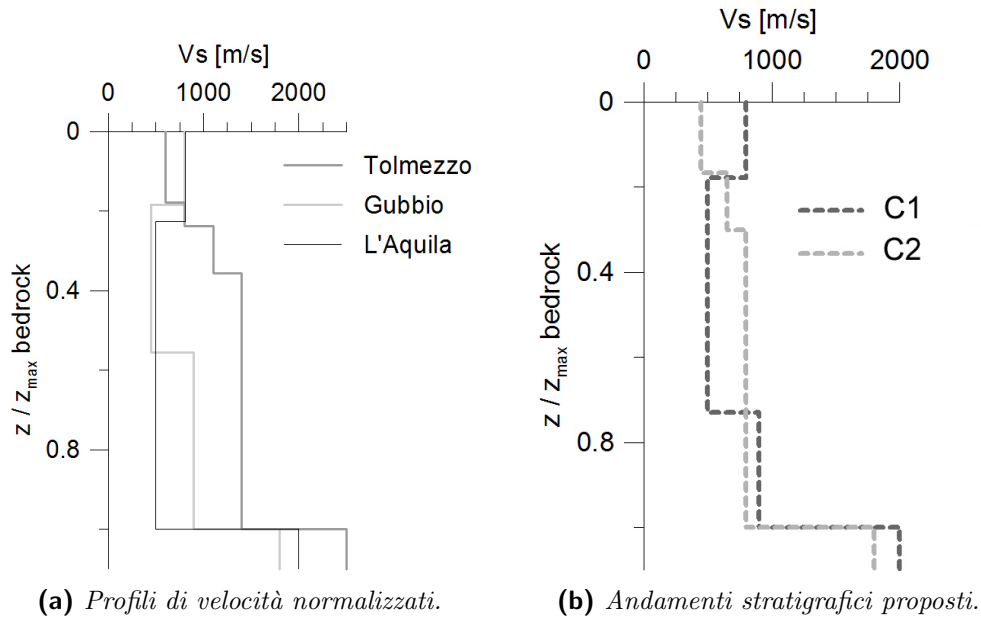 Vs [m/s]
0 1000 2000
0
0.4
0.8
z / zmax bedrock
Tolmezzo
Gubbio
L'Aquila
(a) Profili di velocità normalizzati.
Vs [m/s]
0 1000 2000
0
0.4
0.8
z / zmax bedrock
C1
C2
(b) Andamenti stratigrafici proposti.